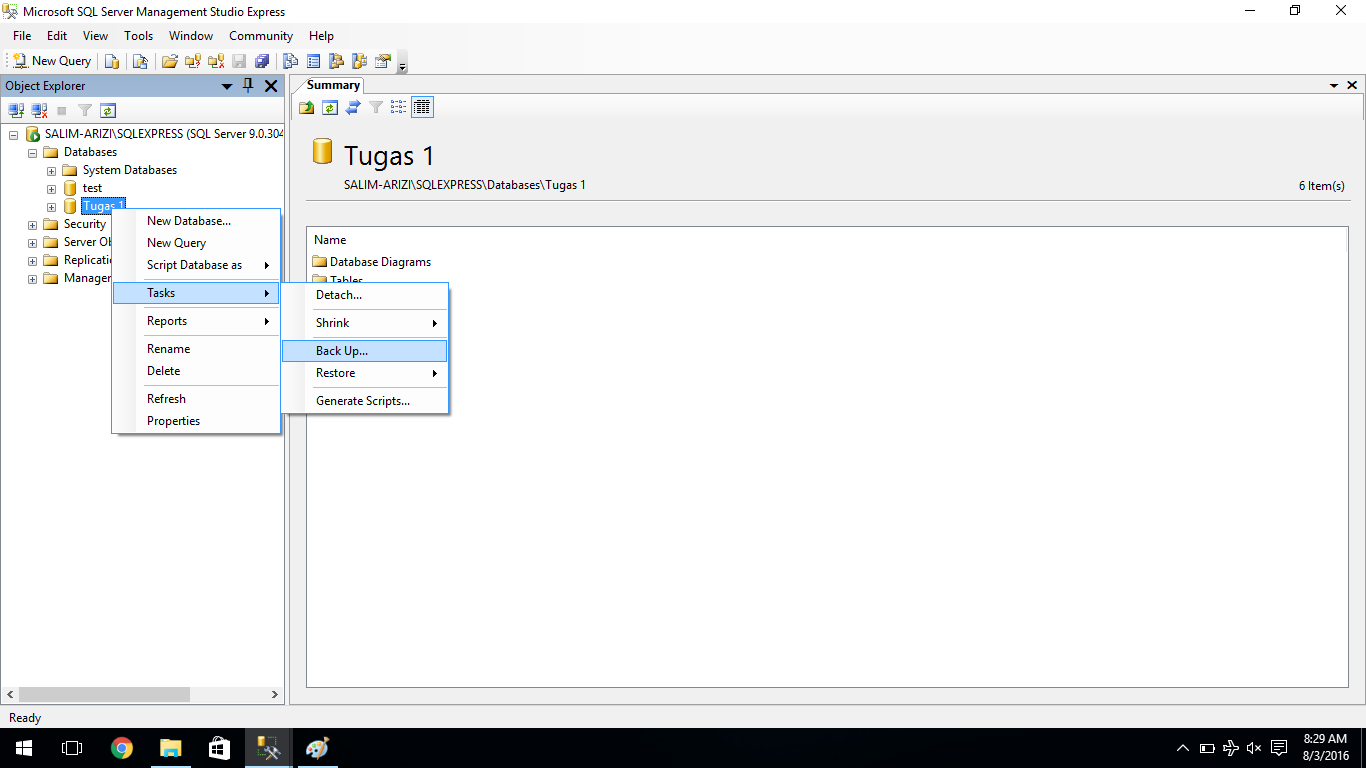 Microsoft SQL Server Management Studio Express
File Edit View Tools Window Community Help
New Query
Object Explorer
SALIM-ARIZI\SQLEXPRESS (SQL Server 9.0.304
Databases
System Databases
test
Tugas 1
Security
Server Ob
Replicati
Manager
New Database...
New Query
Script Database as
Tasks
Reports
Rename
Delete
Refresh
Properties
Detach...
Shrink
Back Up...
Restore
Generate Scripts...
Summary
Tugas 1
SALIM-ARIZI\SQLEXPRESS\Databases\Tugas 1
6 Item(s)
Name
Database Diagrams
Tables
Ready
8:29 AM
8/3/2016